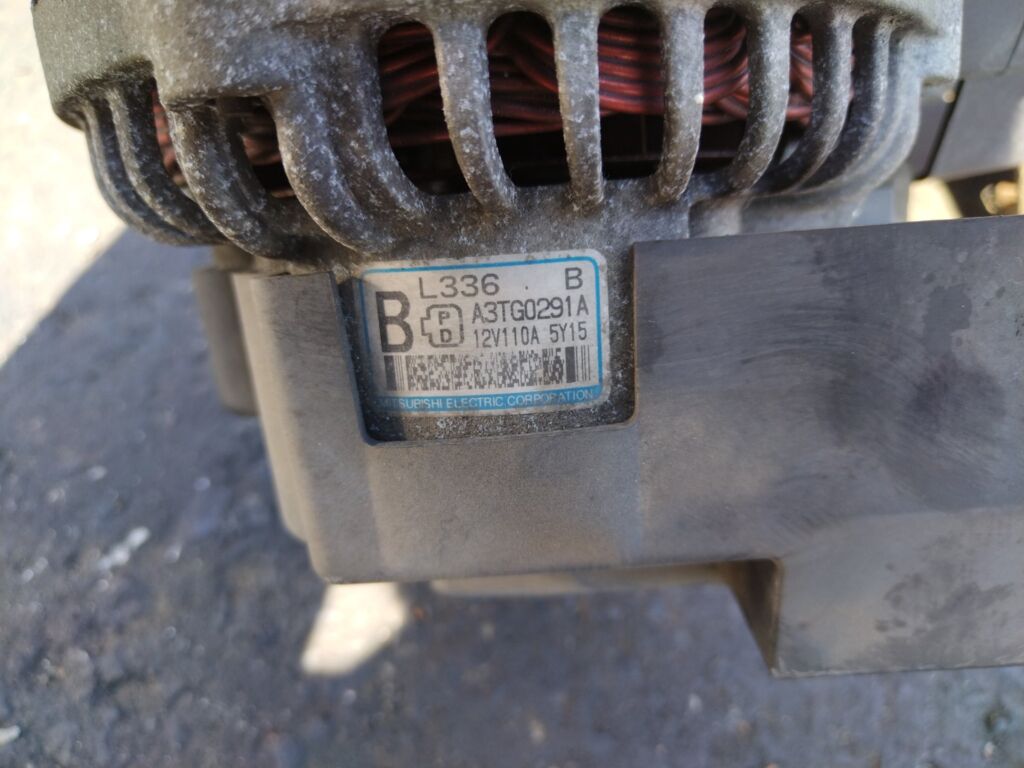 L336 B
B
P
D
A3TG0291A
12V110A 5Y15
MITSUBISHI ELECTRIC CORPORATION